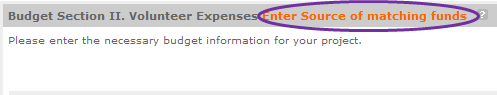 Budget Section II. Volunteer Expenses Enter Source of matching funds ?
Please enter the necessary budget information for your project.